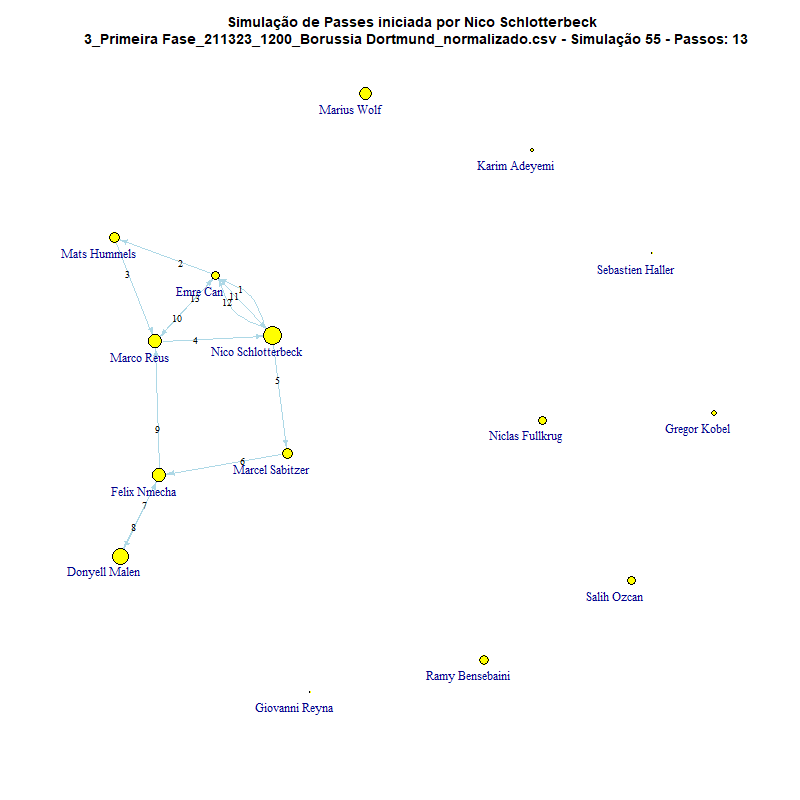 Simulação de Passes iniciada por Nico Schlotterbeck
3_Primeira Fase_211323_1200_Borussia Dortmund_normalizado.csv - Simulação 55 - Passos: 13
Marius Wolf
Karim Adeyemi
Mats Hummels
2
Sebastien Haller
3
Emre Can
1
11
13
12
10
4
Marco Reus
Nico Schlotterbeck
5
Gregor Kobel
Niclas Fullkrug
9
6
Marcel Sabitzer
Felix Nmecha
7
8
Donyell Malen
Salih Ozcan
Ramy Bensebaini
Giovanni Reyna